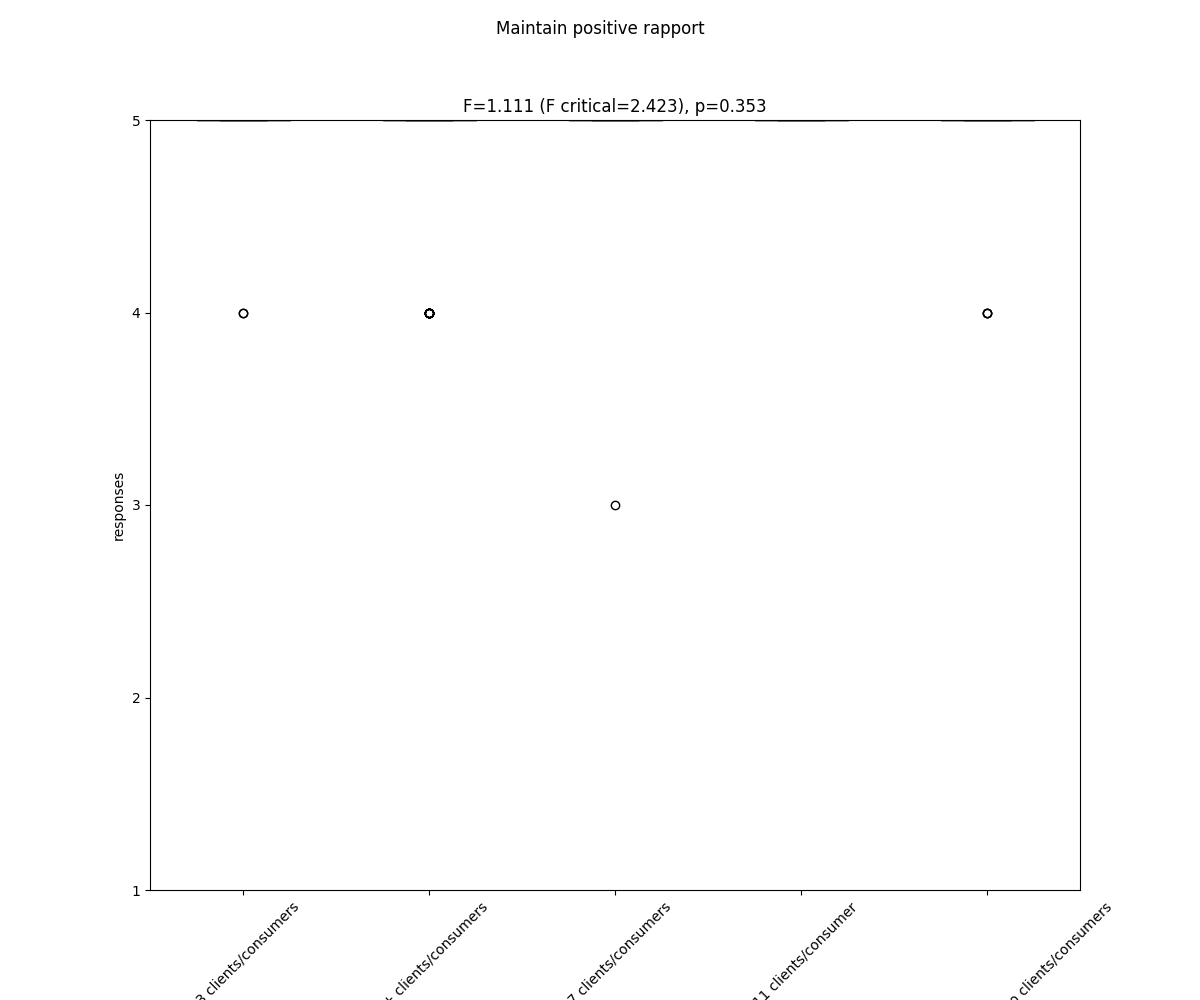 Maintain positive rapport
F=1.111 (F critical=2.423), p=0.353
5
4
3
2
1
responses
3 clients/consumers
clients/consumers
7 clients/consumers
11 clients/consumer
clients/consumers